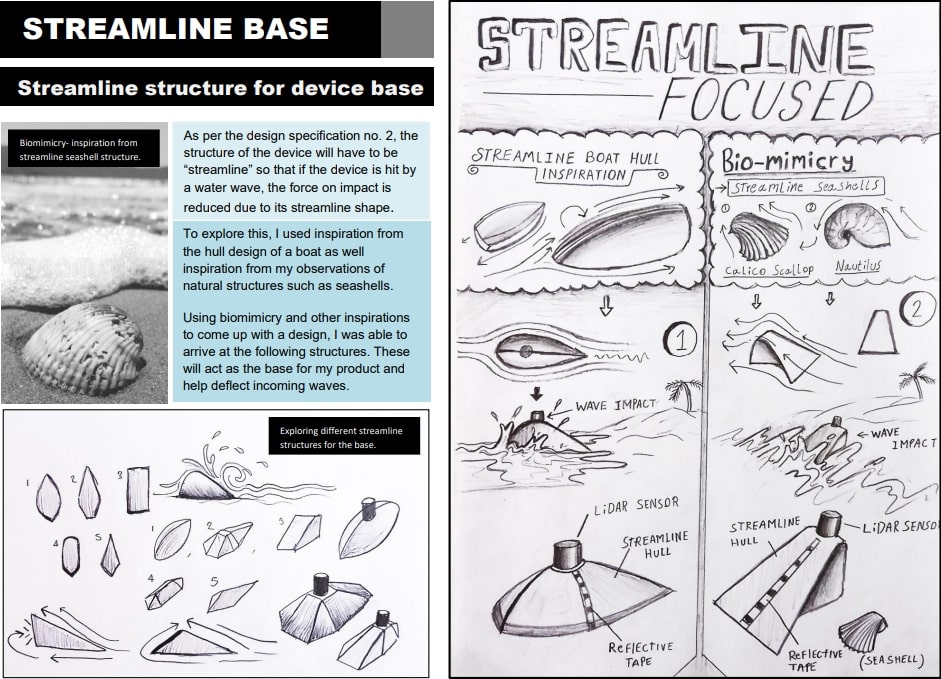 STREAMLINE BASE
Streamline structure for device base
Biomimicry- inspiration from
streamline seashell structure.
As per the design specification no. 2, the
structure of the device will have to be
“streamline” so that if the device is hit by
a water wave, the force on impact is
reduced due to its streamline shape.
To explore this, I used inspiration from
the hull design of a boat as well
inspiration from my observations of
natural structures such as seashells.
Using biomimicry and other inspirations
to come up with a design, I was able to
arrive at the following structures. These
will act as the base for my product and
help deflect incoming waves.
Exploring different streamline
structures for the base.
1 2 3
4 5
1 2 3
4 5
STREAMLINE
FOCUSED
STREAMLINE BOAT HULL
INSPIRATION
1
WAVE IMPACT
LiDAR SENSOR
STREAMLINE
HULL
REFLECTIVE
TAPE
Bio-mimicry
Streamline Seashells
1 2
Calico Scallop Nautilus
2
WAVE
IMPACT
STREAMLINE
HULL
LiDAR SENSOR
REFLECTIVE
TAPE
(SEASHELL)